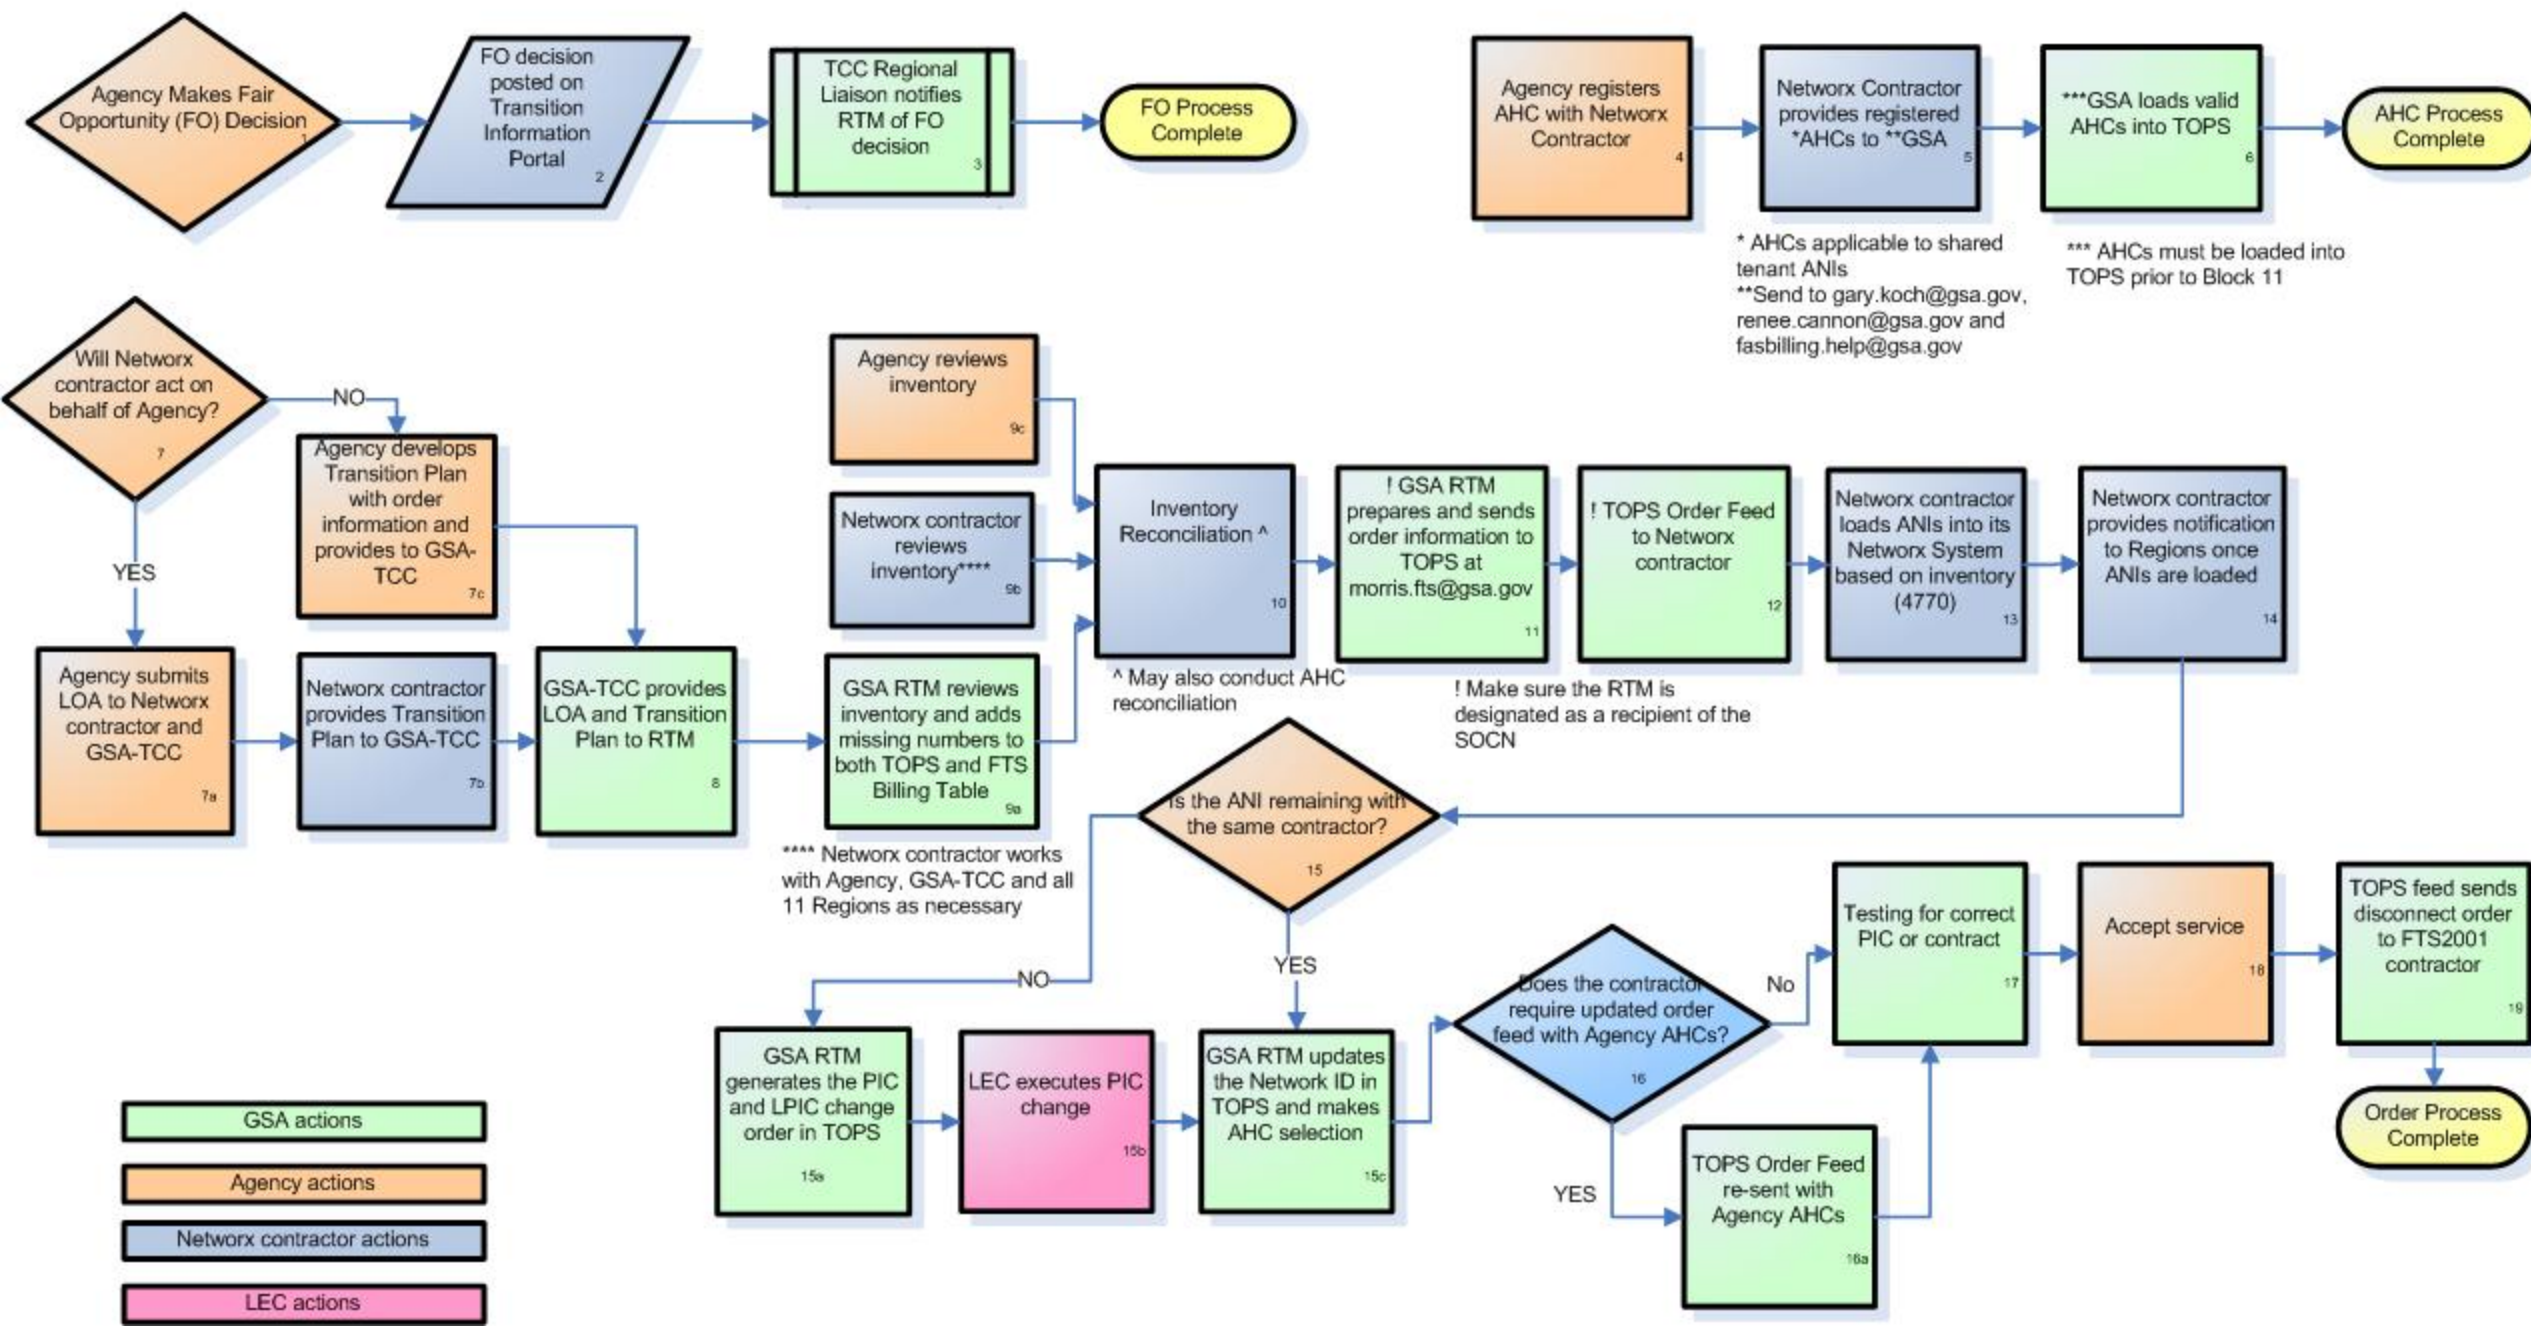 Agency Makes Fair
Opportunity (FO) Decision
1
FO decision
posted on
Transition
Information
Portal
2
TCC Regional
Liaison notifies
RTM of FO
decision
3
FO Process
Complete
Agency registers
AHC with Networx
Contractor
4
Networx Contractor
provides registered
*AHCs to **GSA
5
***GSA loads valid
AHCs into TOPS
6
AHC Process
Complete
* AHCs applicable to shared
tenant ANIs
**Send to gary.koch@gsa.gov,
renee.cannon@gsa.gov and
fasbilling.help@gsa.gov
*** AHCs must be loaded into
TOPS prior to Block 11
Will Networx
contractor act on
behalf of Agency?
7
NO
YES
Agency develops
Transition Plan
with order
information and
provides to GSA-
TCC
7c
Agency submits
LOA to Networx
contractor and
GSA-TCC
7a
Networx contractor
provides Transition
Plan to GSA-TCC
7b
GSA-TCC provides
LOA and Transition
Plan to RTM
8
Agency reviews
inventory
9c
Networx contractor
reviews
inventory****
9b
GSA RTM reviews
inventory and adds
missing numbers to
both TOPS and FTS
Billing Table
9a
**** Networx contractor works
with Agency, GSA-TCC and all
11 Regions as necessary
Inventory
Reconciliation ^
10
^ May also conduct AHC
reconciliation
! GSA RTM
prepares and sends
order information to
TOPS at
morris.fts@gsa.gov
11
! TOPS Order Feed
to Networx
contractor
12
! Make sure the RTM is
designated as a recipient of the
SOCN
Networx contractor
loads ANIs into its
Networx System
based on inventory
(4770)
13
Networx contractor
provides notification
to Regions once
ANIs are loaded
14
Is the ANI remaining with
the same contractor?
15
NO
YES
GSA RTM
generates the PIC
and LPIC change
order in TOPS
15a
LEC executes PIC
change
15b
GSA RTM updates
the Network ID in
TOPS and makes
AHC selection
15c
Does the contractor
require updated order
feed with Agency AHCs?
16
No
YES
TOPS Order Feed
re-sent with
Agency AHCs
16a
Testing for correct
PIC or contract
17
Accept service
18
TOPS feed sends
disconnect order
to FTS2001
contractor
19
Order Process
Complete
GSA actions
Agency actions
Networx contractor actions
LEC actions